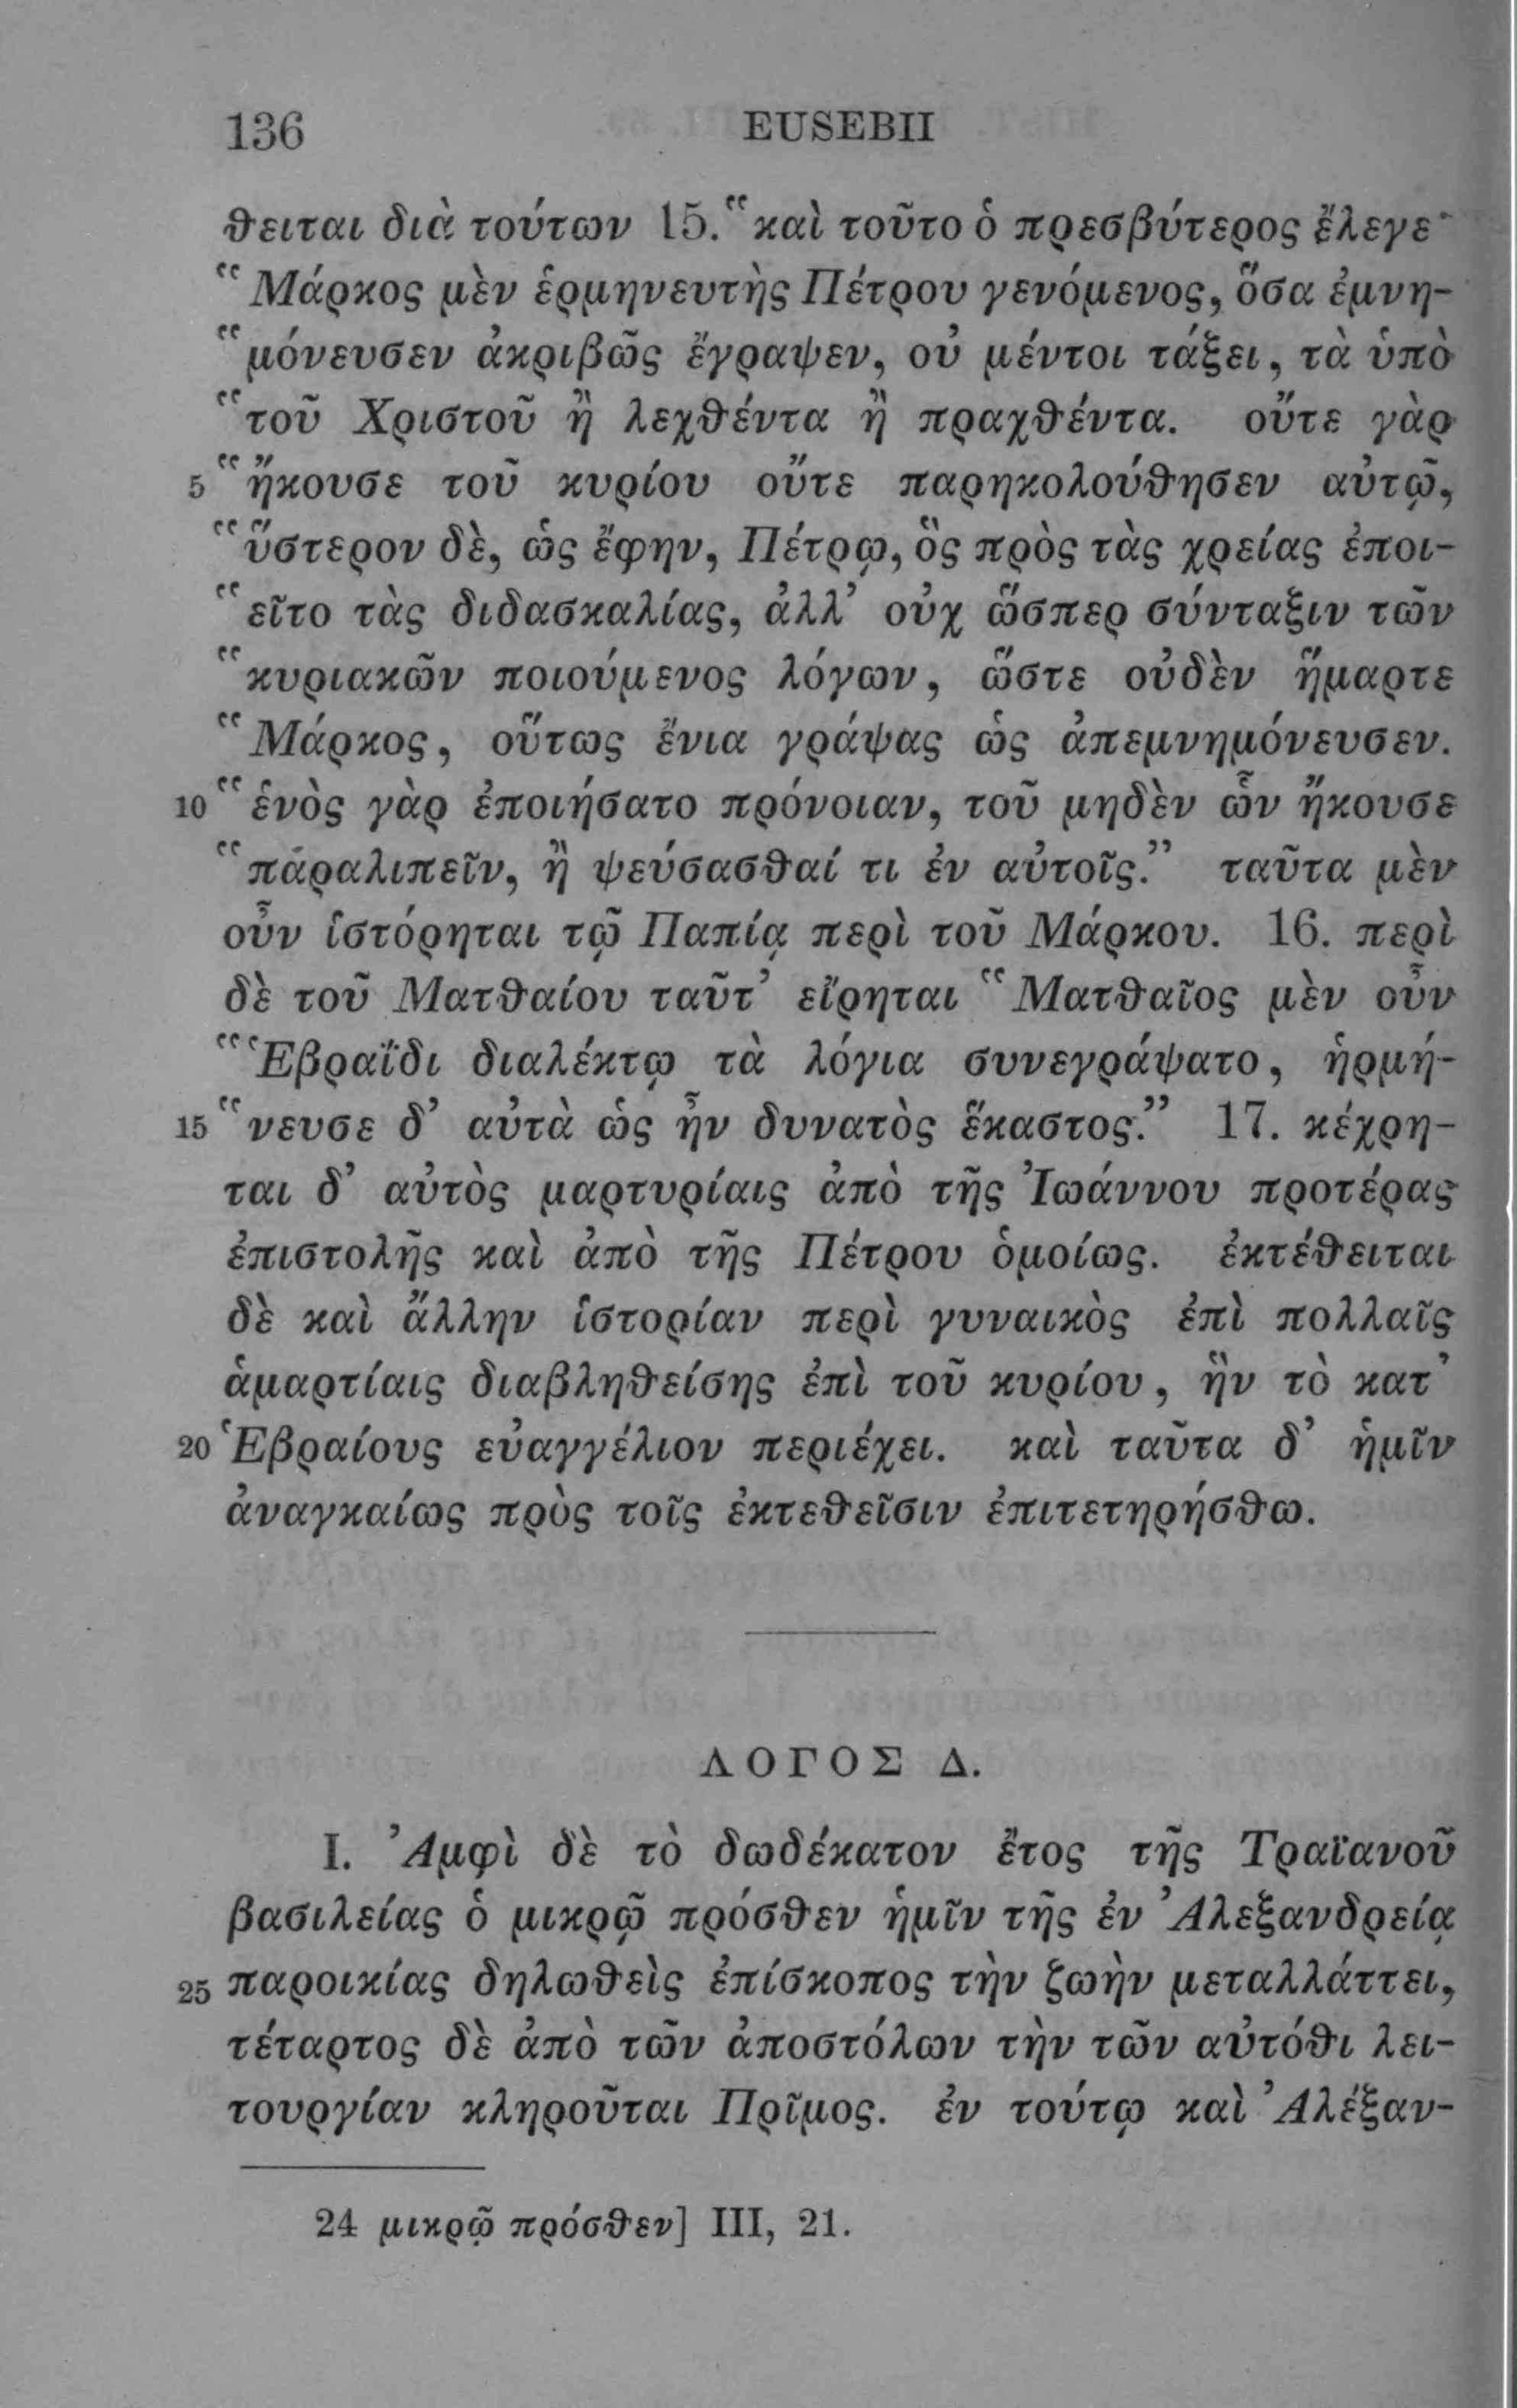 136 EUSEBII
θειται διὰ τούτων 15. “καὶ τοῦτο ὁ πρεσβύτερος ἔλεγε·
“Μάρκος μὲν ἑρμηνευτὴς Πέτρου γενόμενος, ὅσα ἐμνη-
“μόνευσεν ἀκριβῶς ἔγραψεν, οὐ μέντοι τάξει, τὰ ὑπὸ
“τοῦ Χριστοῦ ἢ λεχθέντα ἢ πραχθέντα. οὔτε γὰρ
5 “ἤκουσε τοῦ κυρίου οὔτε παρηκολούθησεν αὐτῷ,
“ὕστερον δὲ, ὡς ἔφην, Πέτρῳ, ὃς πρὸς τὰς χρείας ἐποι-
“εῖτο τὰς διδασκαλίας, ἀλλ’ οὐχ ὥσπερ σύνταξιν τῶν
“κυριακῶν ποιούμενος λόγων, ὥστε οὐδὲν ἥμαρτε
“Μάρκος, οὕτως ἔνια γράψας ὡς ἀπεμνημόνευσεν.
10 “ἑνὸς γὰρ ἐποιήσατο πρόνοιαν, τοῦ μηδὲν ὧν ἤκουσε
“παραλιπεῖν, ἢ ψεύσασθαί τι ἐν αὐτοῖς.” ταῦτα μὲν
οὖν ἱστόρηται τῷ Παπίᾳ περὶ τοῦ Μάρκου. 16. περὶ
δὲ τοῦ Ματθαίου ταῦτ’ εἴρηται “Ματθαῖος μὲν οὖν
“Ἑβραΐδι διαλέκτῳ τὰ λόγια συνεγράψατο, ἡρμή-
15 “νευσε δ’ αὐτὰ ὡς ἦν δυνατὸς ἕκαστος.” 17. κέχρη-
ται δ’ αὐτὸς μαρτυρίαις ἀπὸ τῆς Ἰωάννου προτέρας
ἐπιστολῆς καὶ ἀπὸ τῆς Πέτρου ὁμοίως. ἐκτέθειται
δὲ καὶ ἄλλην ἱστορίαν περὶ γυναικὸς ἐπὶ πολλαῖς
ἁμαρτίαις διαβληθείσης ἐπὶ τοῦ κυρίου, ἣν τὸ κατ’
20 Ἑβραίους εὐαγγέλιον περιέχει. καὶ ταῦτα δ’ ἡμῖν
ἀναγκαίως πρὸς τοῖς ἐκτεθεῖσιν ἐπιτετηρήσθω.
ΛΟΓΟΣ Δ.
I. Ἀμφὶ δὲ τὸ δωδέκατον ἔτος τῆς Τραϊανοῦ
βασιλείας ὁ μικρῷ πρόσθεν ἡμῖν τῆς ἐν Ἀλεξανδρείᾳ
25 παροικίας δηλωθεὶς ἐπίσκοπος τὴν ζωὴν μεταλλάττει,
τέταρτος δὲ ἀπὸ τῶν ἀποστόλων τὴν τῶν αὐτόθι λει-
τουργίαν κληροῦται Πρῖμος. ἐν τούτῳ καὶ Ἀλέξαν-
24 μικρῷ πρόσθεν] III, 21.